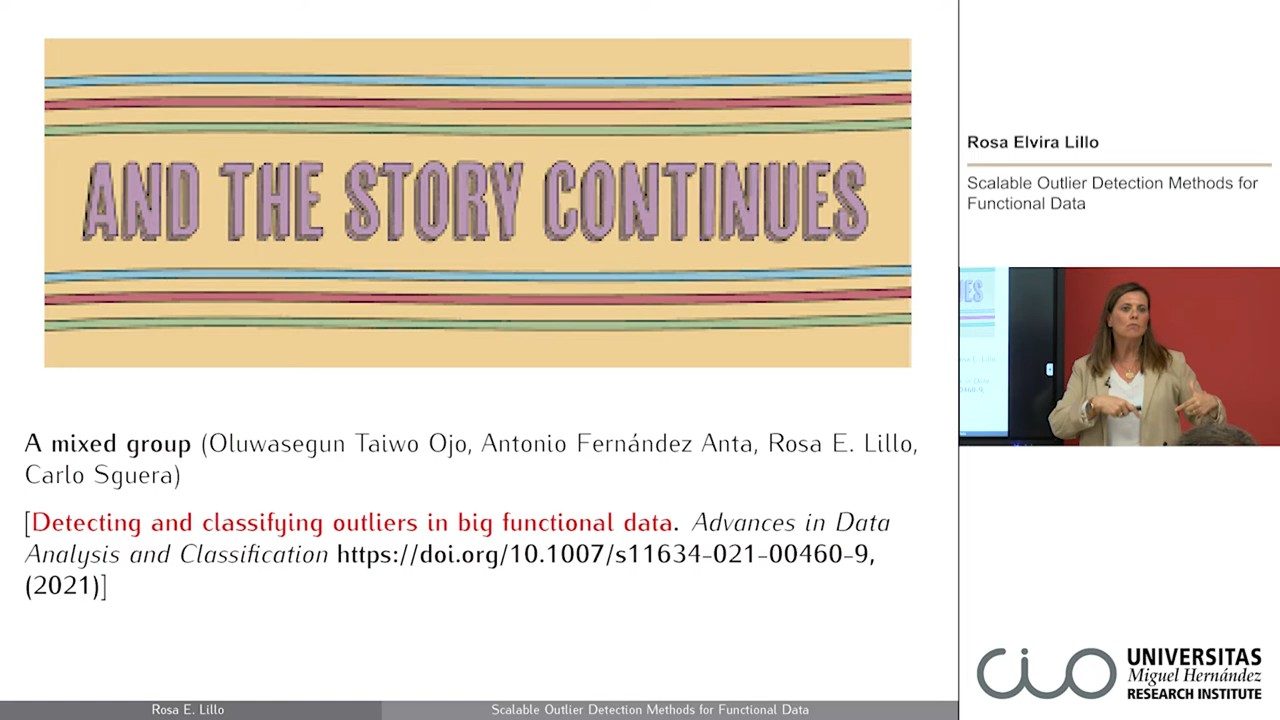 AND THE STORY CONTINUES
A mixed group (Oluwasegun Taiwo Ojo, Antonio Fernández Anta, Rosa E. Lillo,
Carlo Sguera)
[Detecting and classifying outliers in big functional data. Advances in Data
Analysis and Classification https://doi.org/10.1007/s11634-021-00460-9,
(2021)]
Rosa E. Lillo
Scalable Outlier Detection Methods for Functional Data
Rosa Elvira Lillo
Scalable Outlier Detection Methods for
Functional Data
UES
cio
UNIVERSITAS
Miguel Hernández
RESEARCH INSTITUTE